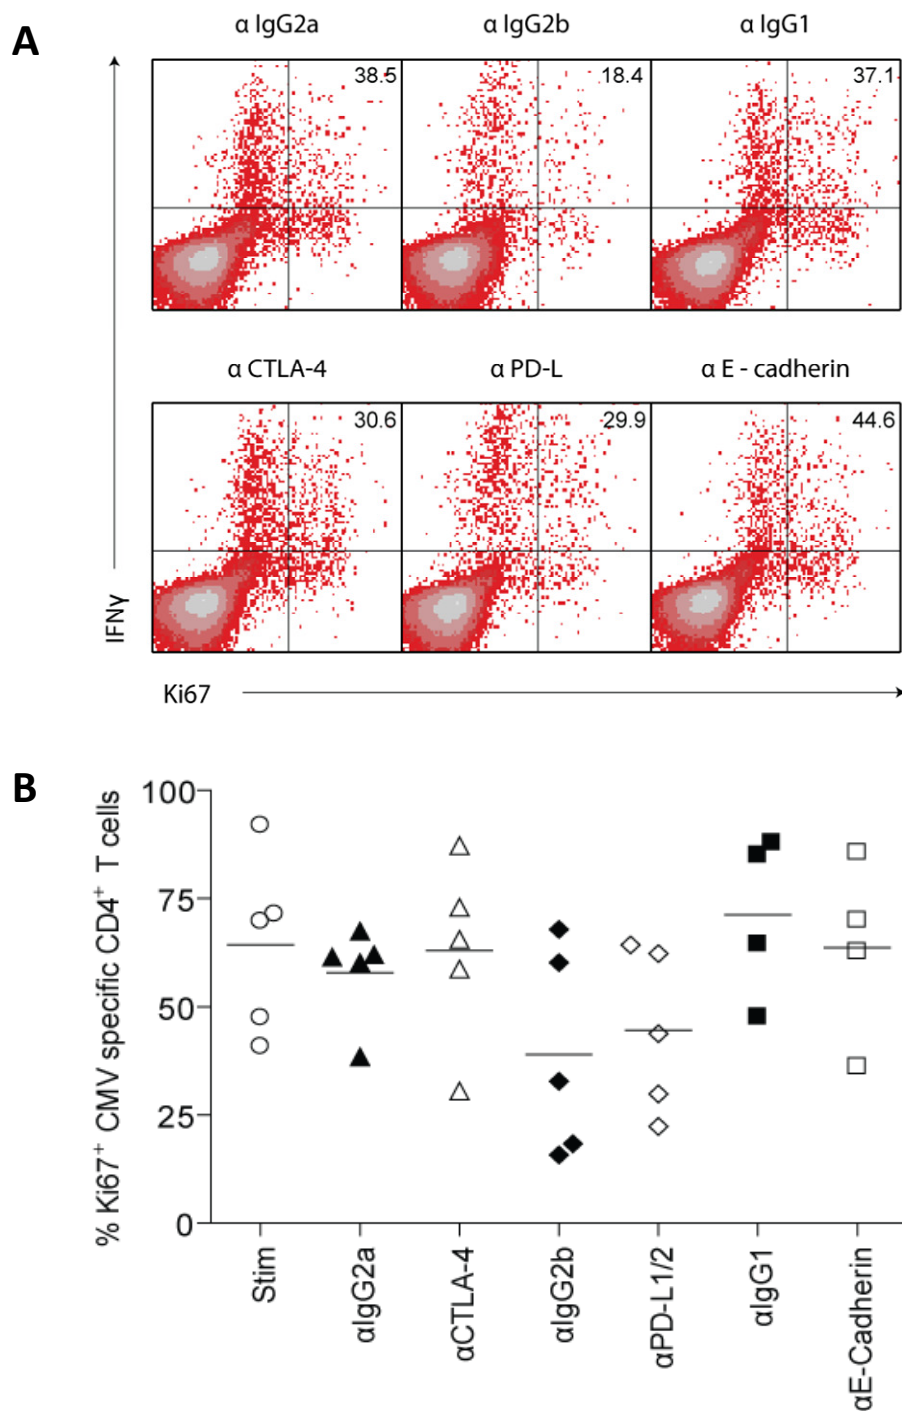 A
α IgG2a α IgG2b α IgG1
38.5 18.4 37.1
α CTLA-4 α PD-L α E - cadherin
30.6 29.9 44.6
IFNγ
Ki67
B
% Ki67⁺ CMV specific CD4⁺ T cells
100
75
50
25
0
Stim αIgG2a αCTLA-4 αIgG2b αPD-L1/2 αIgG1 αE-Cadherin